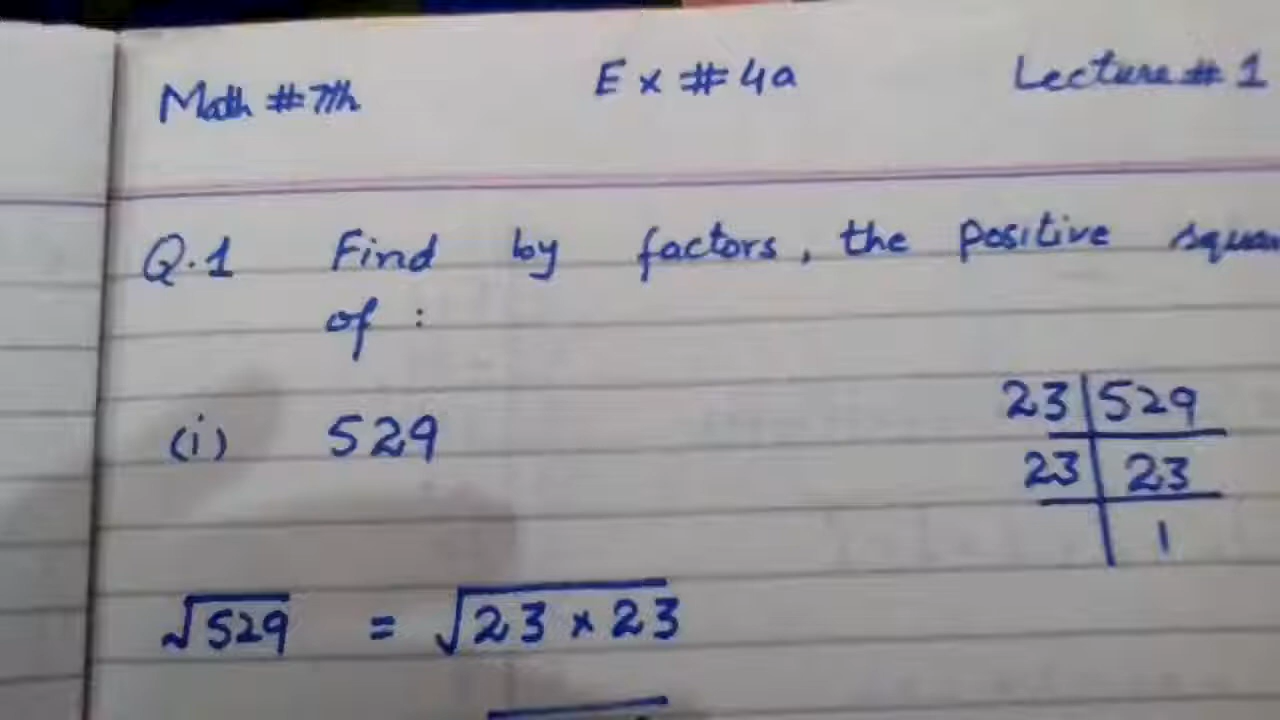 Math # 7th Ex # 4a Lecture # 1
Q.1 Find by factors, the positive
of :
(i) 529
23 | 529
23 | 23
1
√529 = √23 × 23